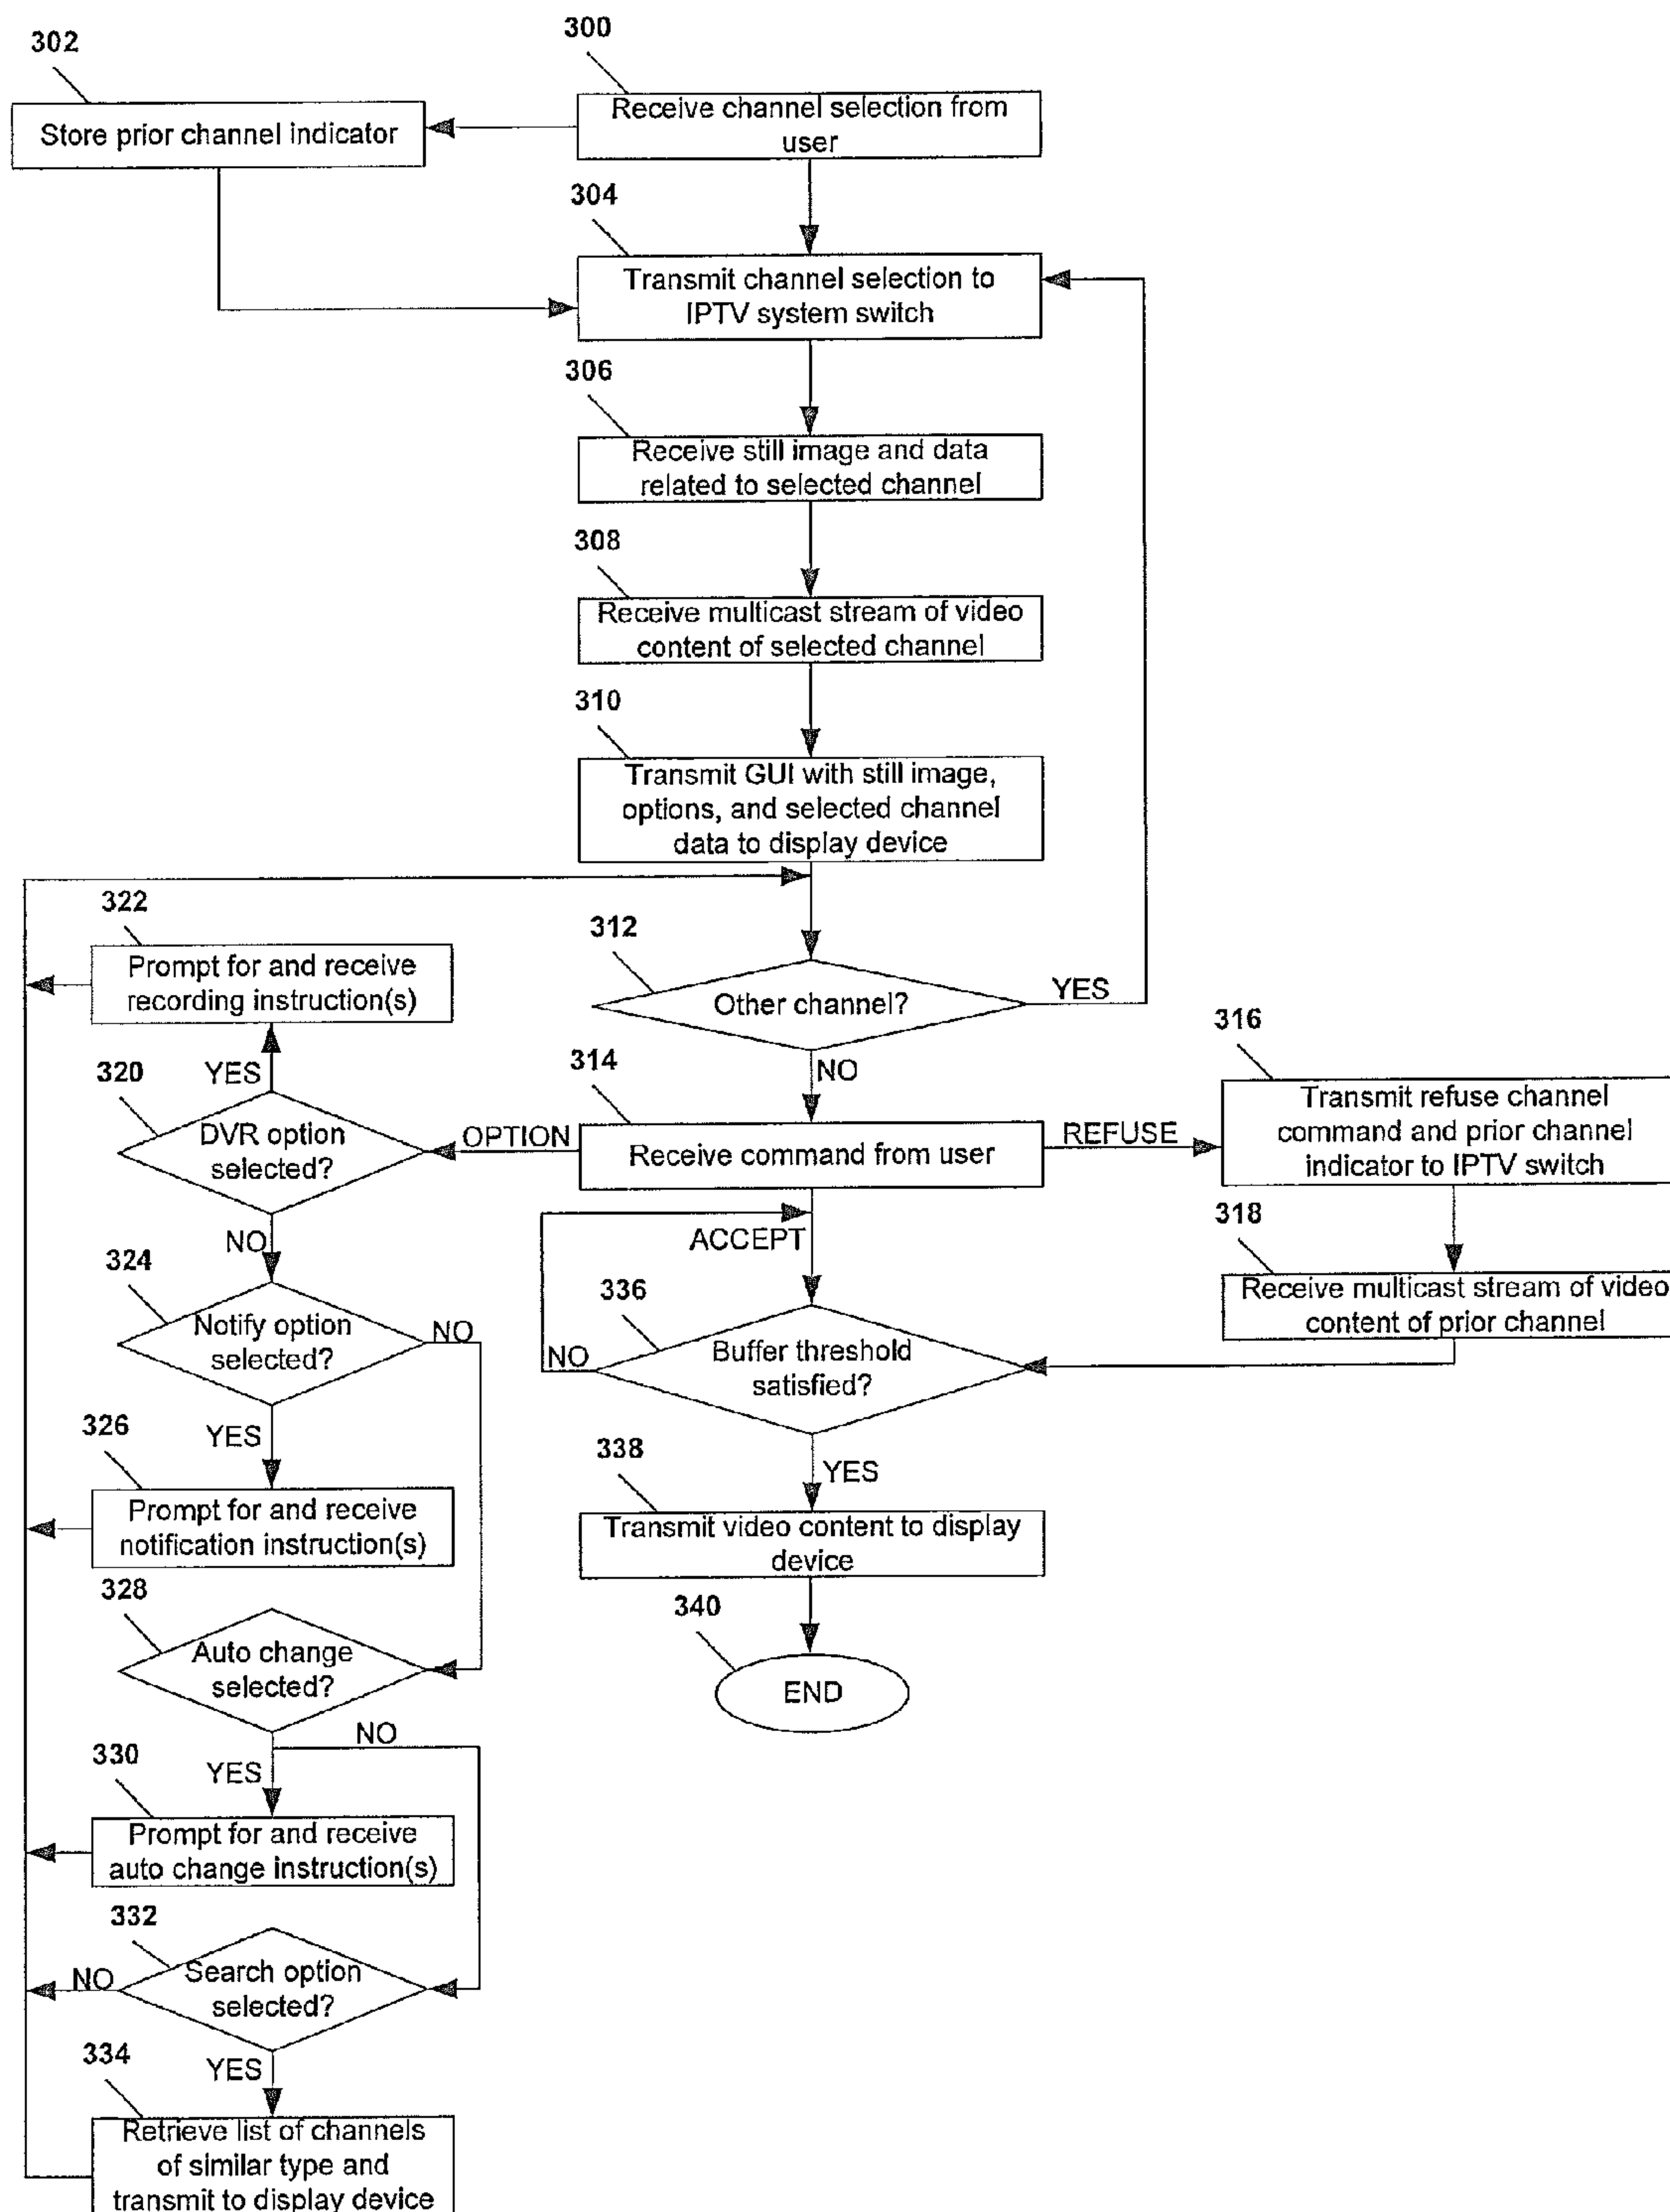 300
302
Receive channel selection from
user
Store prior channel indicator
304
Transmit channel selection to
IPTV system switch
306
Receive still image and data
related to selected channel
308
Receive multicast stream of video
content of selected channel
310
Transmit GUI with still image,
options, and selected channel
data to display device
322
312
Prompt for and receive
recording instruction(s)
Other channel?
YES
316
320
YES
314
NO
Transmit refuse channel
command and prior channel
indicator to IPTV switch
DVR option
selected?
OPTION
Receive command from user
REFUSE
318
NO
ACCEPT
324
336
Receive multicast stream of video
content of prior channel
Notify option
selected?
NO
NO
Buffer threshold
satisfied?
326
YES
338
YES
Prompt for and receive
notification instruction(s)
Transmit video content to display
device
328
340
Auto change
selected?
END
NO
330
YES
Prompt for and receive
auto change instruction(s)
332
NO
Search option
selected?
334
YES
Retrieve list of channels
of similar type and
transmit to display device